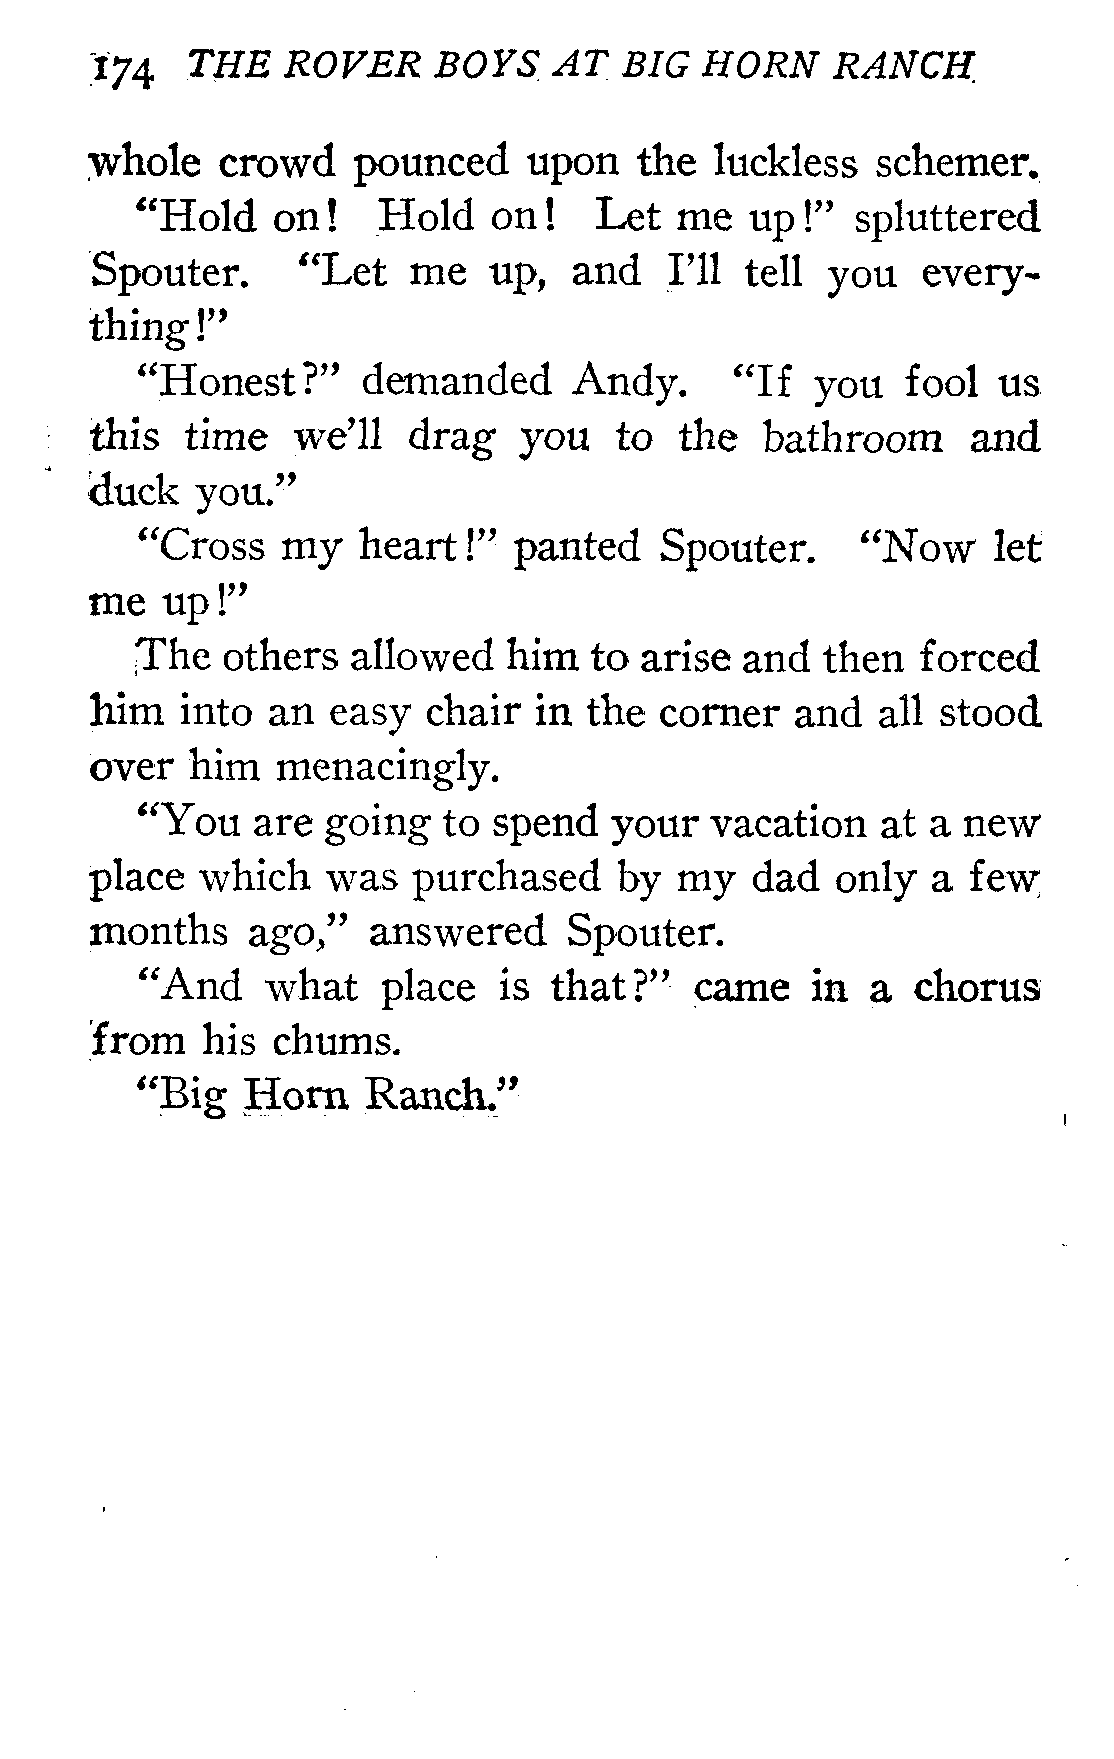 174 THE ROVER BOYS AT BIG HORN RANCH
whole crowd pounced upon the luckless schemer.
“Hold on! Hold on! Let me up!” spluttered
Spouter. “Let me up, and I’ll tell you every-
thing!”
“Honest?” demanded Andy. “If you fool us
this time we’ll drag you to the bathroom and
duck you.”
“Cross my heart!” panted Spouter. “Now let
me up!”
The others allowed him to arise and then forced
him into an easy chair in the corner and all stood
over him menacingly.
“You are going to spend your vacation at a new
place which was purchased by my dad only a few
months ago,” answered Spouter.
“And what place is that?” came in a chorus
from his chums.
“Big Horn Ranch.”